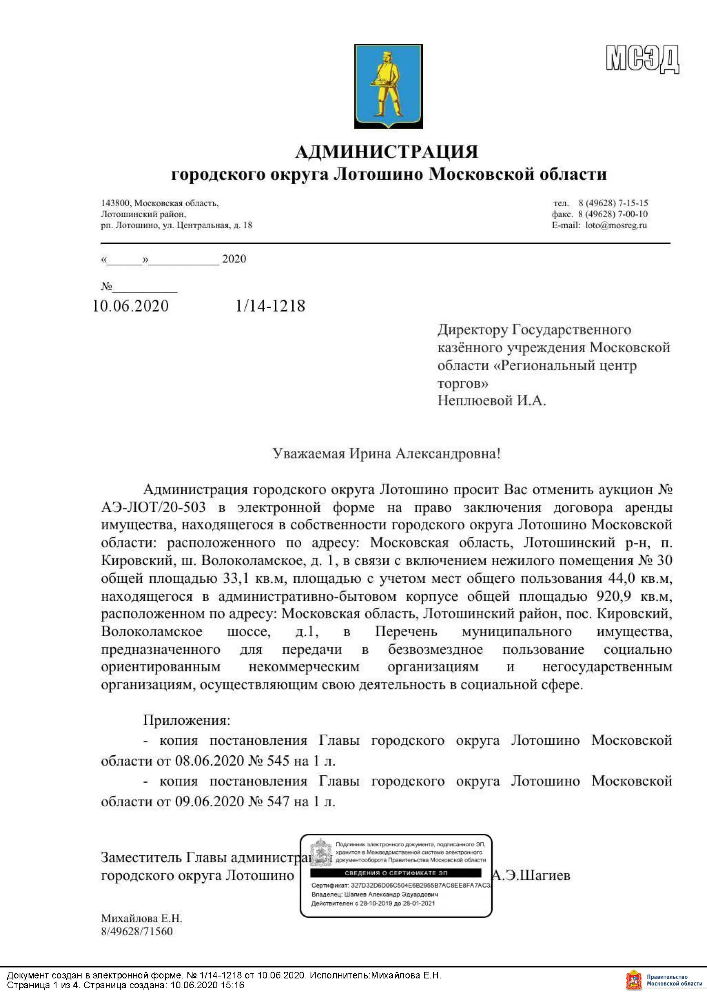 МСЭД
АДМИНИСТРАЦИЯ
городского округа Лотошино Московской области
143800, Московская область,
Лотошинский район,
рп. Лотошино, ул. Центральная, д. 18
тел. 8 (49628) 7-15-15
факс. 8 (49628) 7-00-10
E-mail: loto@mosreg.ru
«______»____________ 2020
№___________
10.06.2020 1/14-1218
Директору Государственного
казённого учреждения Московской
области «Региональный центр
торгов»
Неплюевой И.А.
Уважаемая Ирина Александровна!
Администрация городского округа Лотошино просит Вас отменить аукцион №
АЭ-ЛОТ/20-503 в электронной форме на право заключения договора аренды
имущества, находящегося в собственности городского округа Лотошино Московской
области: расположенного по адресу: Московская область, Лотошинский р-н, п.
Кировский, ш. Волоколамское, д. 1, в связи с включением нежилого помещения № 30
общей площадью 33,1 кв.м, площадью с учетом мест общего пользования 44,0 кв.м,
находящегося в административно-бытовом корпусе общей площадью 920,9 кв.м,
расположенном по адресу: Московская область, Лотошинский район, пос. Кировский,
Волоколамское шоссе, д.1, в Перечень муниципального имущества,
предназначенного для передачи в безвозмездное пользование социально
ориентированным некоммерческим организациям и негосударственным
организациям, осуществляющим свою деятельность в социальной сфере.
Приложения:
- копия постановления Главы городского округа Лотошино Московской
области от 08.06.2020 № 545 на 1 л.
- копия постановления Главы городского округа Лотошино Московской
области от 09.06.2020 № 547 на 1 л.
Заместитель Главы администрации
городского округа Лотошино
Подлинник электронного документа, подписанного ЭП,
хранится в Межведомственной системе электронного
документооборота Правительства Московской области
СВЕДЕНИЯ О СЕРТИФИКАТЕ ЭП
Сертификат: 327D32D6D06C504E6B2955B7AC8EE8FA7AC3
Владелец: Шагиев Александр Эдуардович
Действителен с 28-10-2019 до 28-01-2021
А.Э.Шагиев
Михайлова Е.Н.
8/49628/71560
Документ создан в электронной форме. № 1/14-1218 от 10.06.2020. Исполнитель:Михайлова Е.Н.
Страница 1 из 4. Страница создана: 10.06.2020 15:16
Правительство
Московской области